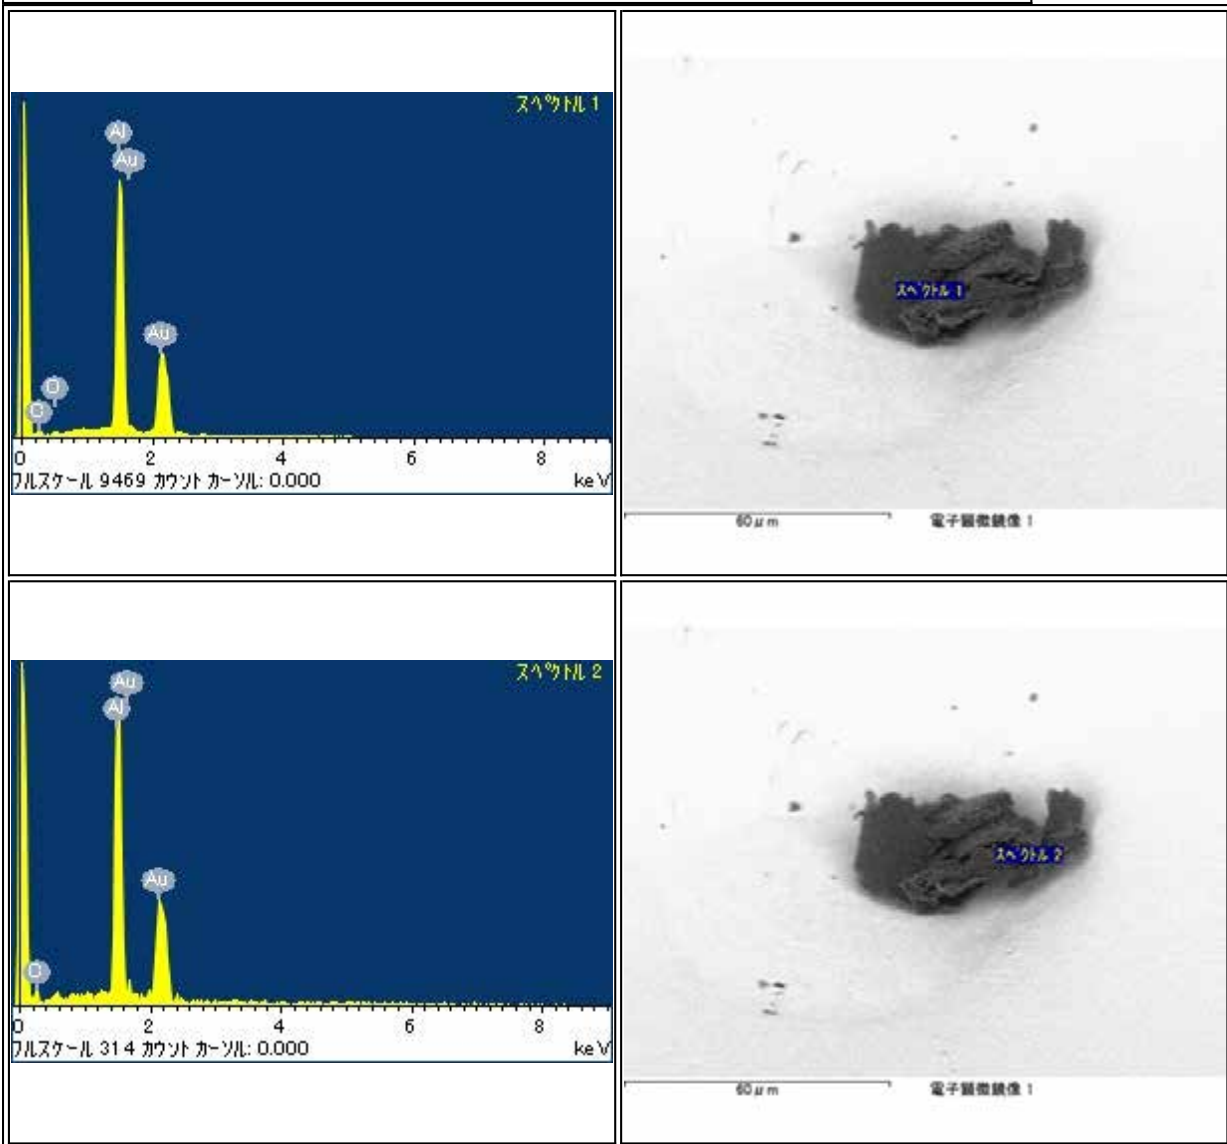 スペクトル 1
Al
Au
Au
O
C
0 2 4 6 8
フルスケール 9469 カウント カーソル: 0.000 keV
スペクトル 1
60μm 電子顕微鏡像 1
スペクトル 2
Au
Al
Au
C
0 2 4 6 8
フルスケール 314 カウント カーソル: 0.000 keV
スペクトル 2
60μm 電子顕微鏡像 1